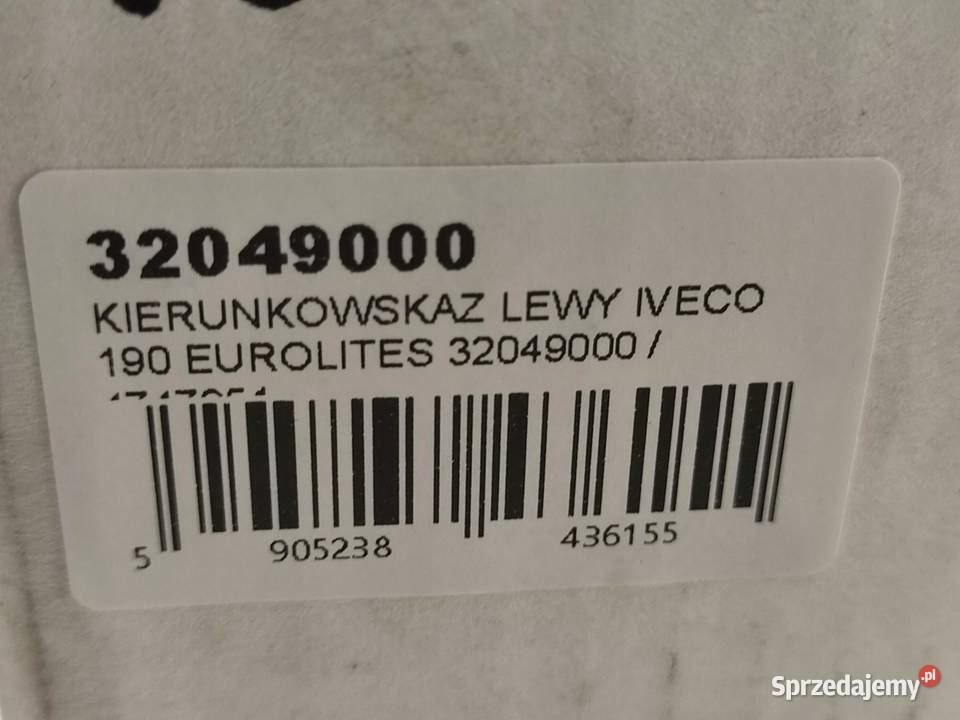 32049000
KIERUNKOWSKAZ LEWY IVECO
190 EUROLITES 32049000 /
5 905238 436155
Sprzedajemy.pl